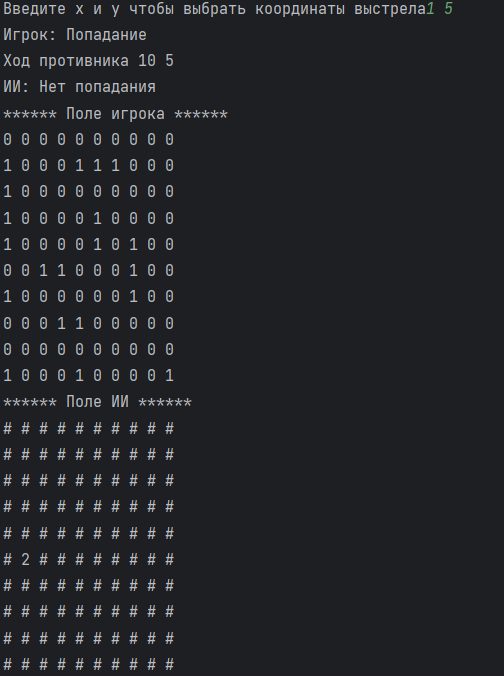 Введите x и y чтобы выбрать координаты выстрела1 5
Игрок: Попадание
Ход противника 10 5
ИИ: Нет попадания
****** Поле игрока ******
0 0 0 0 0 0 0 0 0 0
1 0 0 0 1 1 1 0 0 0
1 0 0 0 0 0 0 0 0 0
1 0 0 0 0 1 0 0 0 0
1 0 0 0 0 1 0 1 0 0
0 0 1 1 0 0 0 1 0 0
1 0 0 0 0 0 0 1 0 0
0 0 0 1 1 0 0 0 0 0
0 0 0 0 0 0 0 0 0 0
1 0 0 0 1 0 0 0 0 1
****** Поле ИИ ******
# # # # # # # # # #
# # # # # # # # # #
# # # # # # # # # #
# # # # # # # # # #
# # # # # # # # # #
# 2 # # # # # # # #
# # # # # # # # # #
# # # # # # # # # #
# # # # # # # # # #
# # # # # # # # # #